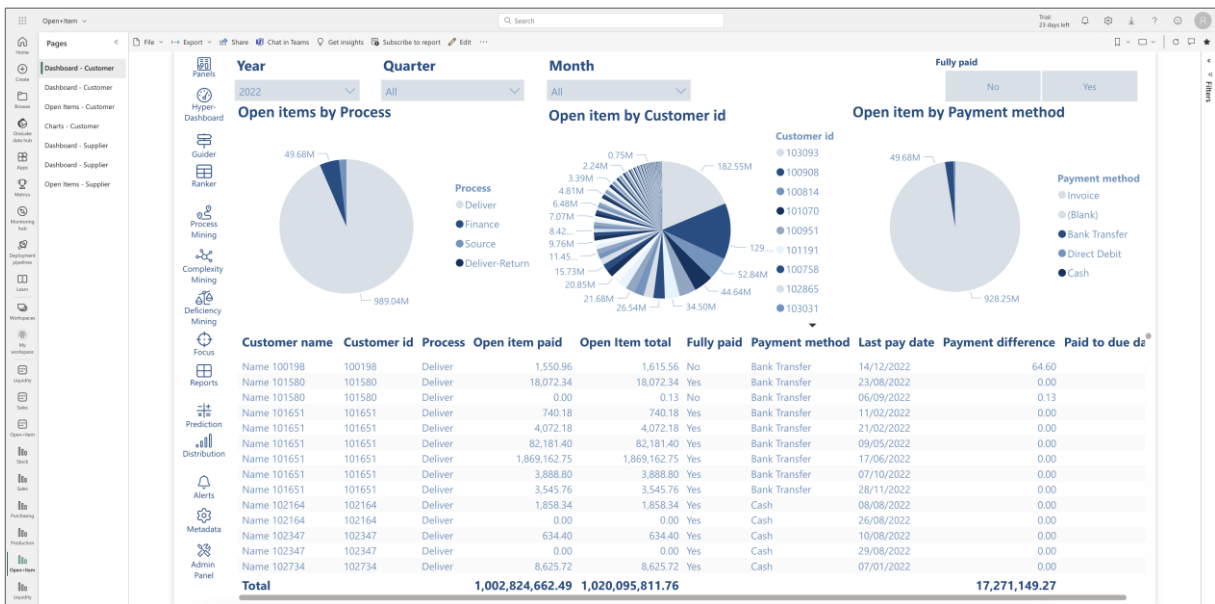 Open+Item
Search
Trial:
23 days left
Home
Create
Browse
OneLake
data hub
Apps
Metrics
Monitoring
hub
Deployment
pipelines
Learn
Workspaces
My
workspace
Liquidity
Sales
Open+Item
Stock
Sales
Purchasing
Production
Open+Item
Liquidity
Pages
Dashboard - Customer
Dashboard - Customer
Open Items - Customer
Charts - Customer
Dashboard - Supplier
Dashboard - Supplier
Open Items - Supplier
File Export Share Chat in Teams Get insights Subscribe to report Edit ...
Filters
Panels
Hyper-
Dashboard
Guider
Ranker
Process
Mining
Complexity
Mining
Deficiency
Mining
Focus
Reports
Prediction
Distribution
Alerts
Metadata
Admin
Panel
Year Quarter Month Fully paid
2022 All All No Yes
Open items by Process
49.68M
989.04M
Process
Deliver
Finance
Source
Deliver-Return
Open item by Customer id
0.75M
2.24M
3.39M
4.81M
6.48M
7.07M
8.42...
9.76M
11.45...
15.73M
20.85M
21.68M
26.54M
34.50M
44.64M
52.84M
129....
182.55M
Customer id
103093
100908
100814
101070
100951
101191
100758
102865
103031
Open item by Payment method
49.68M
928.25M
Payment method
Invoice
(Blank)
Bank Transfer
Direct Debit
Cash
Customer name Customer id Process Open item paid Open Item total Fully paid Payment method Last pay date Payment difference Paid to due da
Name 100198 100198 Deliver 1,550.96 1,615.56 No Bank Transfer 14/12/2022 64.60
Name 101580 101580 Deliver 18,072.34 18,072.34 Yes Bank Transfer 23/08/2022 0.00
Name 101580 101580 Deliver 0.00 0.13 No Bank Transfer 06/09/2022 0.13
Name 101651 101651 Deliver 740.18 740.18 Yes Bank Transfer 11/02/2022 0.00
Name 101651 101651 Deliver 4,072.18 4,072.18 Yes Bank Transfer 21/02/2022 0.00
Name 101651 101651 Deliver 82,181.40 82,181.40 Yes Bank Transfer 09/05/2022 0.00
Name 101651 101651 Deliver 1,869,162.75 1,869,162.75 Yes Bank Transfer 17/06/2022 0.00
Name 101651 101651 Deliver 3,888.80 3,888.80 Yes Bank Transfer 07/10/2022 0.00
Name 101651 101651 Deliver 3,545.76 3,545.76 Yes Bank Transfer 28/11/2022 0.00
Name 102164 102164 Deliver 1,858.34 1,858.34 Yes Cash 08/08/2022 0.00
Name 102164 102164 Deliver 0.00 0.00 Yes Cash 26/08/2022 0.00
Name 102347 102347 Deliver 634.40 634.40 Yes Cash 10/08/2022 0.00
Name 102347 102347 Deliver 0.00 0.00 Yes Cash 29/08/2022 0.00
Name 102734 102734 Deliver 8,625.72 8,625.72 Yes Cash 07/01/2022 0.00
Total 1,002,824,662.49 1,020,095,811.76 17,271,149.27